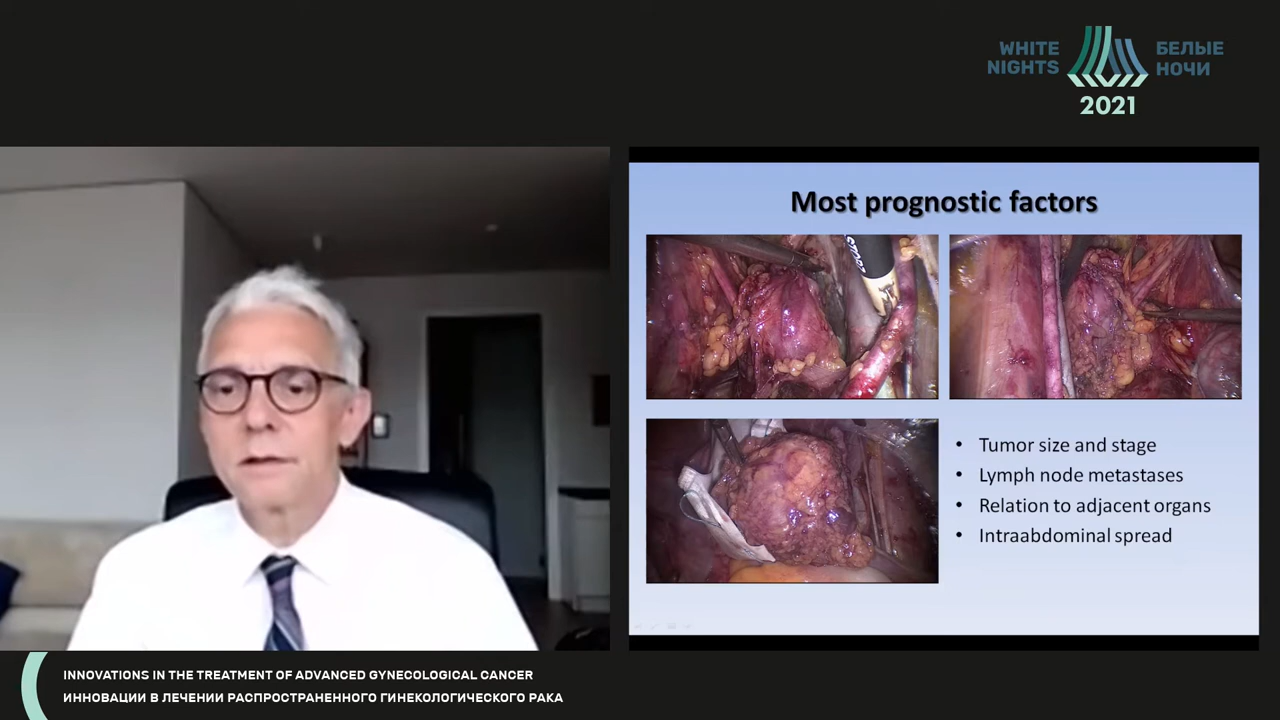 WHITE
NIGHTS
БЕЛЫЕ
НОЧИ
2021
Most prognostic factors
STORZ
• Tumor size and stage
• Lymph node metastases
• Relation to adjacent organs
• Intraabdominal spread
INNOVATIONS IN THE TREATMENT OF ADVANCED GYNECOLOGICAL CANCER
ИННОВАЦИИ В ЛЕЧЕНИИ РАСПРОСТРАНЕННОГО ГИНЕКОЛОГИЧЕСКОГО РАКА